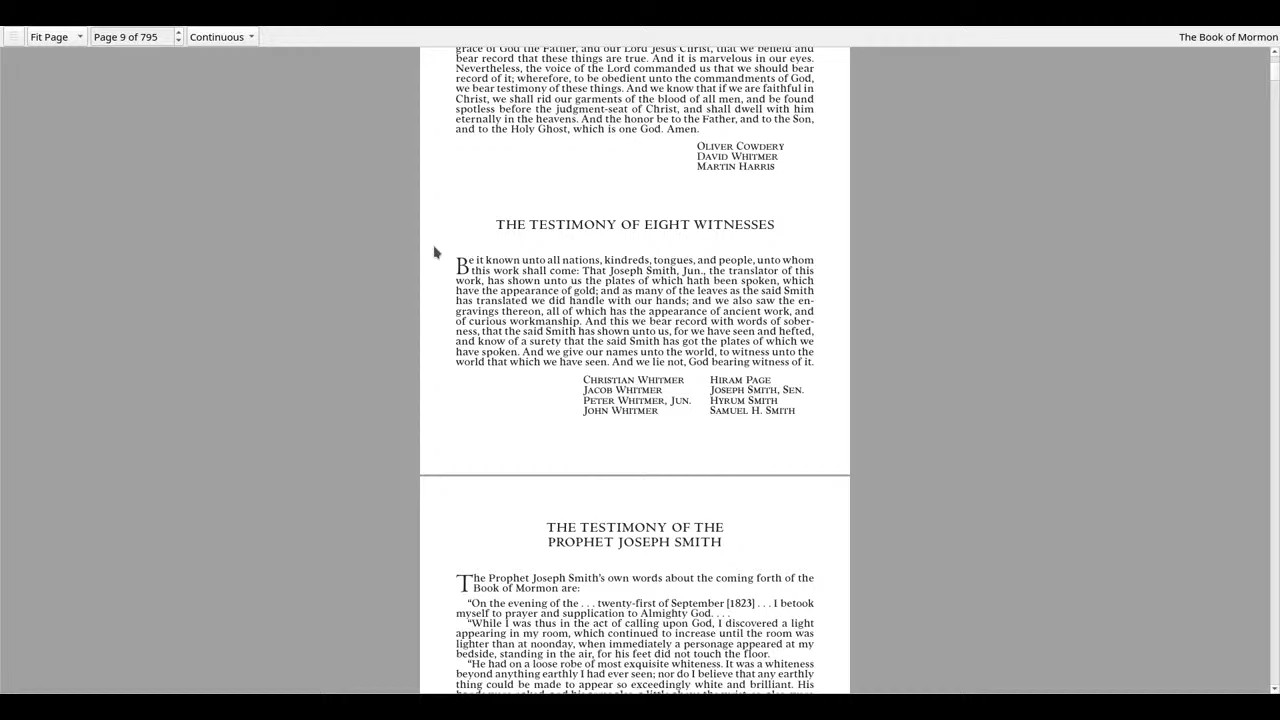 Fit Page
Page 9 of 795
Continuous
The Book of Mormon
grace of God the Father, and our Lord Jesus Christ, that we beheld and
bear record that these things are true. And it is marvelous in our eyes.
Nevertheless, the voice of the Lord commanded us that we should bear
record of it; wherefore, to be obedient unto the commandments of God,
we bear testimony of these things. And we know that if we are faithful in
Christ, we shall rid our garments of the blood of all men, and be found
spotless before the judgment-seat of Christ, and shall dwell with him
eternally in the heavens. And the honor be to the Father, and to the Son,
and to the Holy Ghost, which is one God. Amen.
OLIVER COWDERY
DAVID WHITMER
MARTIN HARRIS
THE TESTIMONY OF EIGHT WITNESSES
Be it known unto all nations, kindreds, tongues, and people, unto whom
this work shall come: That Joseph Smith, Jun., the translator of this
work, has shown unto us the plates of which hath been spoken, which
have the appearance of gold; and as many of the leaves as the said Smith
has translated we did handle with our hands; and we also saw the en-
gravings thereon, all of which has the appearance of ancient work, and
of curious workmanship. And this we bear record with words of sober-
ness, that the said Smith has shown unto us, for we have seen and hefted,
and know of a surety that the said Smith has got the plates of which we
have spoken. And we give our names unto the world, to witness unto the
world that which we have seen. And we lie not, God bearing witness of it.
CHRISTIAN WHITMER
JACOB WHITMER
PETER WHITMER, JUN.
JOHN WHITMER
HIRAM PAGE
JOSEPH SMITH, SEN.
HYRUM SMITH
SAMUEL H. SMITH
THE TESTIMONY OF THE
PROPHET JOSEPH SMITH
The Prophet Joseph Smith's own words about the coming forth of the
Book of Mormon are:
“On the evening of the . . . twenty-first of September [1823] . . . I betook
myself to prayer and supplication to Almighty God. . . .
“While I was thus in the act of calling upon God, I discovered a light
appearing in my room, which continued to increase until the room was
lighter than at noonday, when immediately a personage appeared at my
bedside, standing in the air, for his feet did not touch the floor.
“He had on a loose robe of most exquisite whiteness. It was a whiteness
beyond anything earthly I had ever seen; nor do I believe that any earthly
thing could be made to appear so exceedingly white and brilliant. His